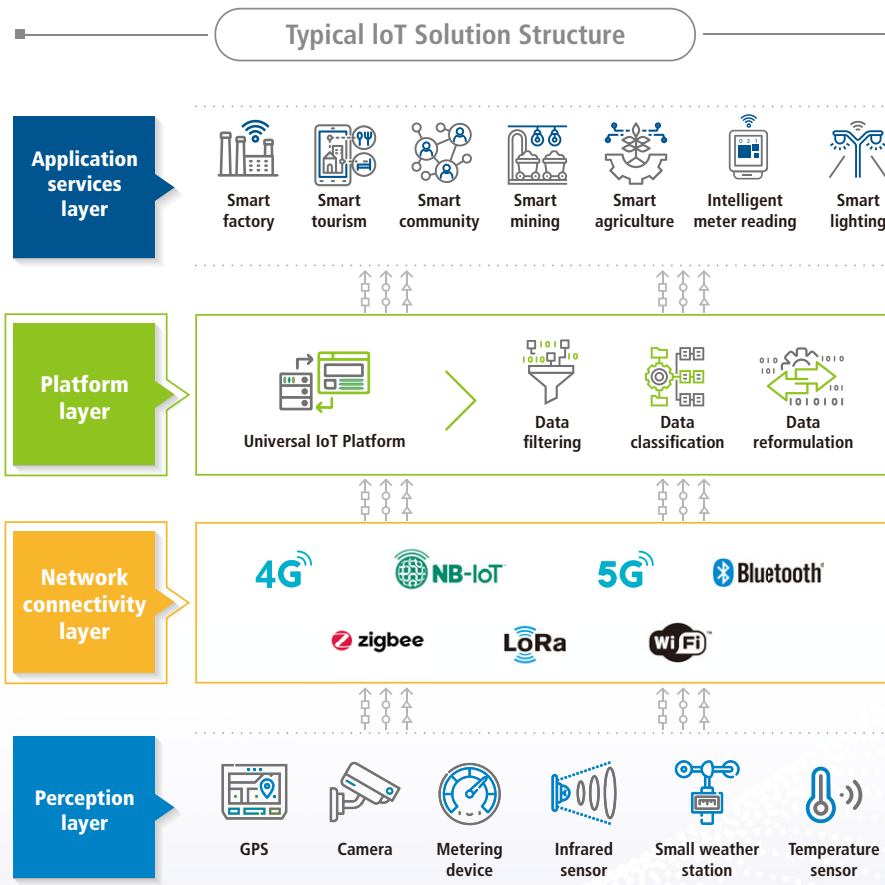 Typical IoT Solution Structure
Application
services
layer
Smart
factory
Smart
tourism
Smart
community
Smart
mining
Smart
agriculture
Intelligent
meter reading
Smart
lighting
Platform
layer
Universal IoT Platform
Data
filtering
Data
classification
Data
reformulation
Network
connectivity
layer
4G
NB-IoT
5G
Bluetooth
zigbee
LoRa
WiFi
Perception
layer
GPS
Camera
Metering
device
Infrared
sensor
Small weather
station
Temperature
sensor